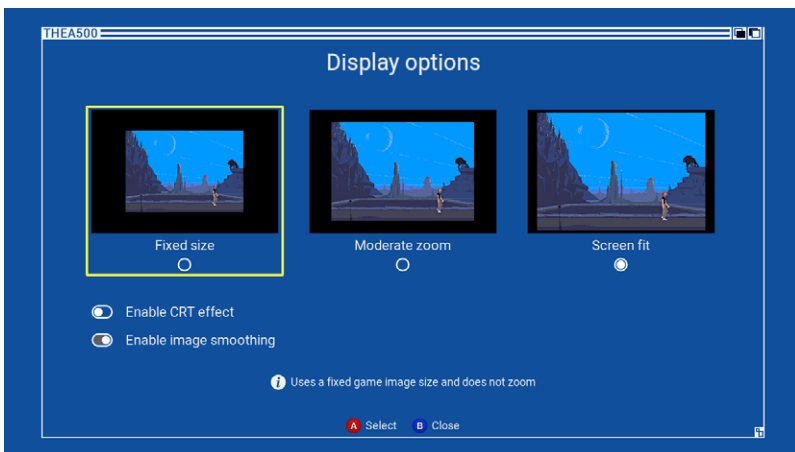 THEA500
Display options
Fixed size
Moderate zoom
Screen fit
Enable CRT effect
Enable image smoothing
i Uses a fixed game image size and does not zoom
A Select B Close